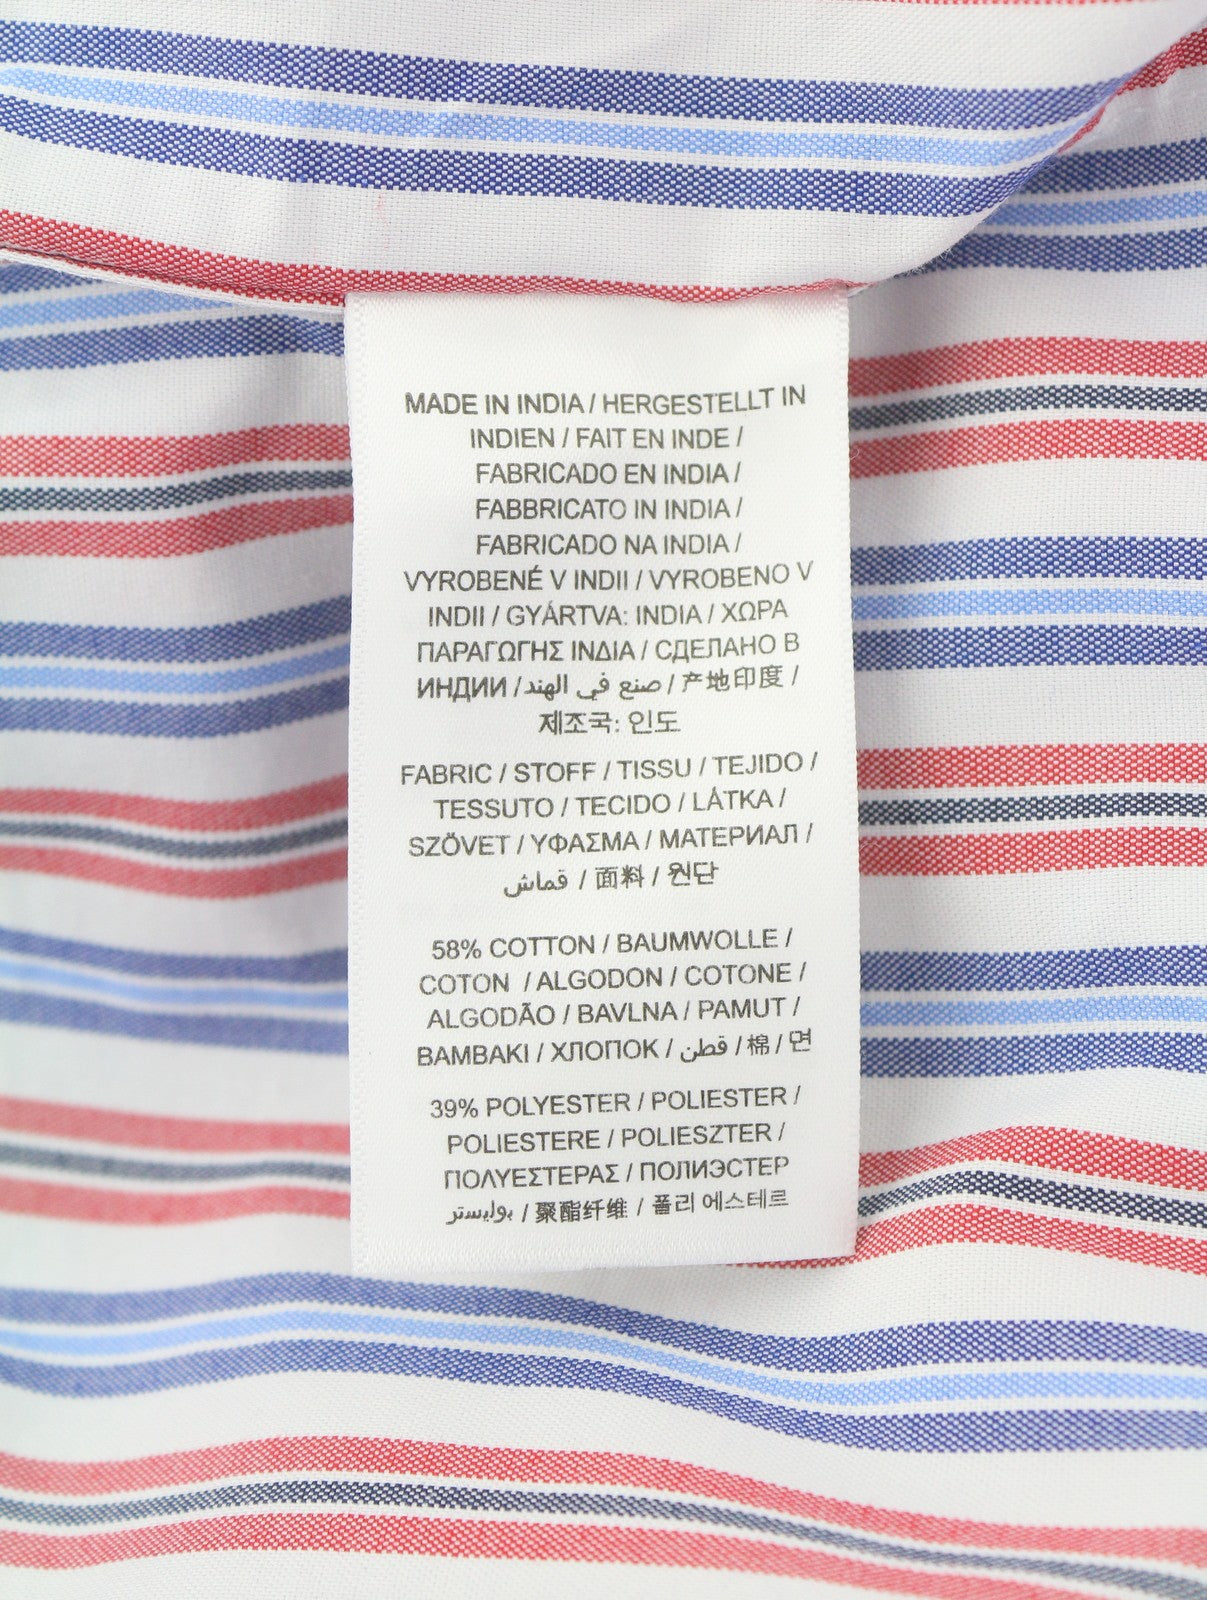 MADE IN INDIA / HERGESTELLT IN
INDIEN / FAIT EN INDE /
FABRICADO EN INDIA /
FABBRICATO IN INDIA /
FABRICADO NA INDIA /
VYROBENÉ V INDII / VYROBENO V
INDII / GYÁRTVA: INDIA / ΧΩΡΑ
ΠΑΡΑΓΩΓΗΣ ΙΝΔΙΑ / СДЕЛАНО В
ИНДИИ / صنع في الهند / 产地印度 /
제조국: 인도
FABRIC / STOFF / TISSU / TEJIDO /
TESSUTO / TECIDO / LÁTKA /
SZÖVET / ΥΦΑΣΜΑ / МАТЕРИАЛ /
قماش / 面料 / 원단
58% COTTON / BAUMWOLLE /
COTON / ALGODON / COTONE /
ALGODÃO / BAVLNA / PAMUT /
BAMBAKI / ХЛОПОК / قطن / 棉 / 면
39% POLYESTER / POLIESTER /
POLIESTERE / POLIESZTER /
ΠΟΛΥΕΣΤΕΡΑΣ / ПОЛИЭСТЕР
بوليستر / 聚酯纤维 / 폴리 에스테르